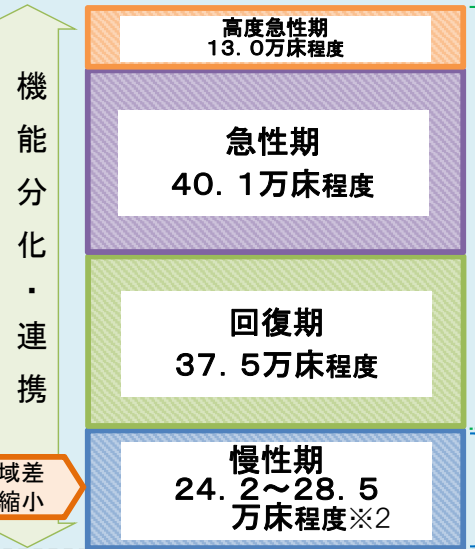 高度急性期
13.0万床程度
機能分化・連携
急性期
40.1万床程度
回復期
37.5万床程度
慢性期
24.2～28.5
万床程度※2
域差
縮小